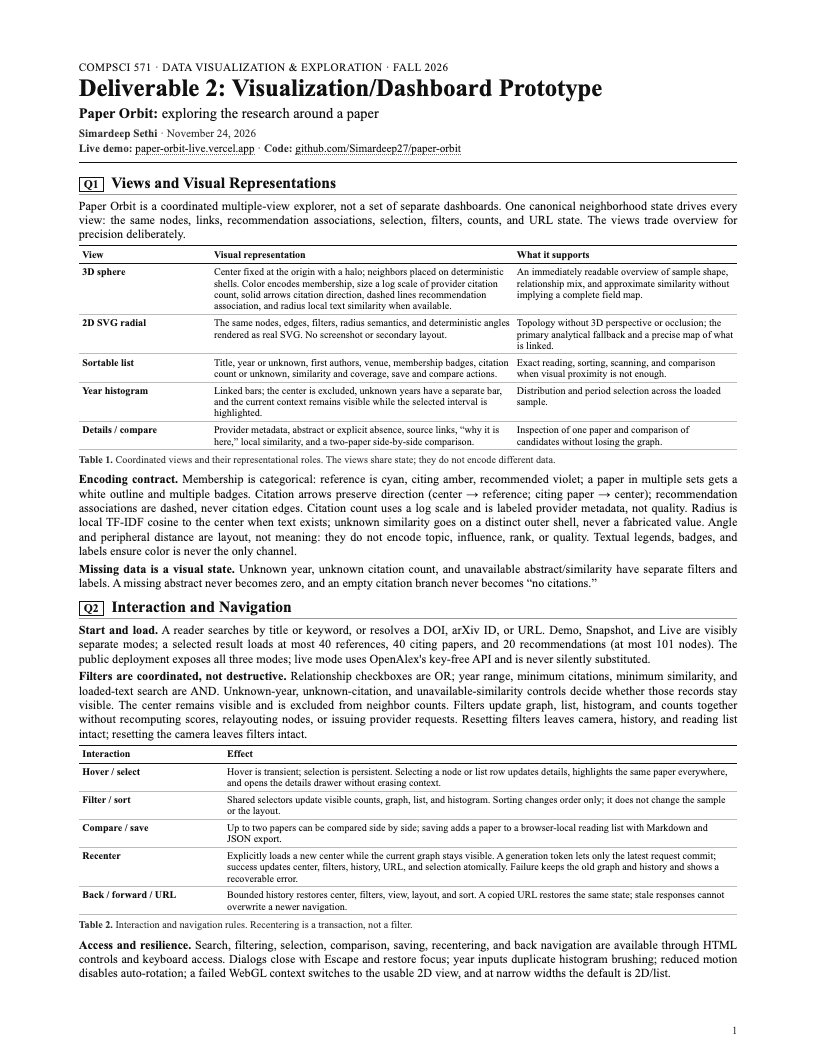 COMPSCI 571 · DATA VISUALIZATION & EXPLORATION · FALL 2026
Deliverable 2: Visualization/Dashboard Prototype
Paper Orbit: exploring the research around a paper
Simardeep Sethi · November 24, 2026
Live demo: paper-orbit-live.vercel.app · Code: github.com/Simardeep27/paper-orbit
Q1 Views and Visual Representations
Paper Orbit is a coordinated multiple-view explorer, not a set of separate dashboards. One canonical neighborhood state drives every
view: the same nodes, links, recommendation associations, selection, filters, counts, and URL state. The views trade overview for
precision deliberately.
View Visual representation What it supports
3D sphere Center fixed at the origin with a halo; neighbors placed on deterministic An immediately readable overview of sample shape,
shells. Color encodes membership, size a log scale of provider citation relationship mix, and approximate similarity without
count, solid arrows citation direction, dashed lines recommendation implying a complete field map.
association, and radius local text similarity when available.
2D SVG radial The same nodes, edges, filters, radius semantics, and deterministic angles Topology without 3D perspective or occlusion; the
rendered as real SVG. No screenshot or secondary layout. primary analytical fallback and a precise map of what
is linked.
Sortable list Title, year or unknown, first authors, venue, membership badges, citation Exact reading, sorting, scanning, and comparison
count or unknown, similarity and coverage, save and compare actions. when visual proximity is not enough.
Year histogram Linked bars; the center is excluded, unknown years have a separate bar, Distribution and period selection across the loaded
and the current context remains visible while the selected interval is sample.
highlighted.
Details / compare Provider metadata, abstract or explicit absence, source links, “why it is Inspection of one paper and comparison of
here,” local similarity, and a two-paper side-by-side comparison. candidates without losing the graph.
Table 1. Coordinated views and their representational roles. The views share state; they do not encode different data.
Encoding contract. Membership is categorical: reference is cyan, citing amber, recommended violet; a paper in multiple sets gets a
white outline and multiple badges. Citation arrows preserve direction (center → reference; citing paper → center); recommendation
associations are dashed, never citation edges. Citation count uses a log scale and is labeled provider metadata, not quality. Radius is
local TF-IDF cosine to the center when text exists; unknown similarity goes on a distinct outer shell, never a fabricated value. Angle
and peripheral distance are layout, not meaning: they do not encode topic, influence, rank, or quality. Textual legends, badges, and
labels ensure color is never the only channel.
Missing data is a visual state. Unknown year, unknown citation count, and unavailable abstract/similarity have separate filters and
labels. A missing abstract never becomes zero, and an empty citation branch never becomes “no citations.”
Q2 Interaction and Navigation
Start and load. A reader searches by title or keyword, or resolves a DOI, arXiv ID, or URL. Demo, Snapshot, and Live are visibly
separate modes; a selected result loads at most 40 references, 40 citing papers, and 20 recommendations (at most 101 nodes). The
public deployment exposes all three modes; live mode uses OpenAlex's key-free API and is never silently substituted.
Filters are coordinated, not destructive. Relationship checkboxes are OR; year range, minimum citations, minimum similarity, and
loaded-text search are AND. Unknown-year, unknown-citation, and unavailable-similarity controls decide whether those records stay
visible. The center remains visible and is excluded from neighbor counts. Filters update graph, list, histogram, and counts together
without recomputing scores, relayouting nodes, or issuing provider requests. Resetting filters leaves camera, history, and reading list
intact; resetting the camera leaves filters intact.
Interaction Effect
Hover / select Hover is transient; selection is persistent. Selecting a node or list row updates details, highlights the same paper everywhere,
and opens the details drawer without erasing context.
Filter / sort Shared selectors update visible counts, graph, list, and histogram. Sorting changes order only; it does not change the sample
or the layout.
Compare / save Up to two papers can be compared side by side; saving adds a paper to a browser-local reading list with Markdown and
JSON export.
Recenter Explicitly loads a new center while the current graph stays visible. A generation token lets only the latest request commit;
success updates center, filters, history, URL, and selection atomically. Failure keeps the old graph and history and shows a
recoverable error.
Back / forward / URL Bounded history restores center, filters, view, layout, and sort. A copied URL restores the same state; stale responses cannot
overwrite a newer navigation.
Table 2. Interaction and navigation rules. Recentering is a transaction, not a filter.
Access and resilience. Search, filtering, selection, comparison, saving, recentering, and back navigation are available through HTML
controls and keyboard access. Dialogs close with Escape and restore focus; year inputs duplicate histogram brushing; reduced motion
disables auto-rotation; a failed WebGL context switches to the usable 2D view, and at narrow widths the default is 2D/list.
1